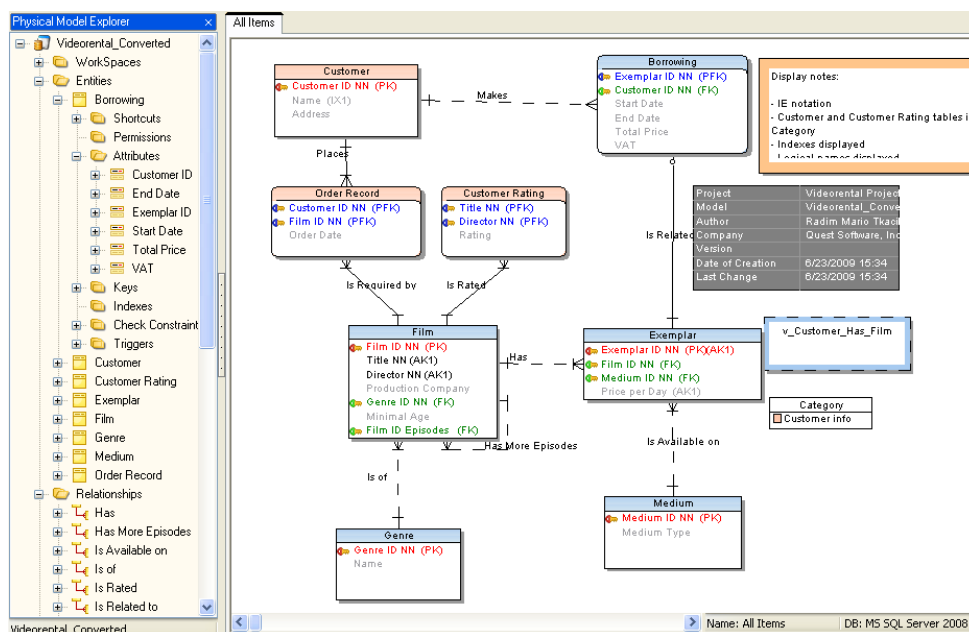 Physical Model Explorer
Videorental_Converted
WorkSpaces
Entities
Borrowing
Shortcuts
Permissions
Attributes
Customer ID
End Date
Exemplar ID
Start Date
Total Price
VAT
Keys
Indexes
Check Constraint
Triggers
Customer
Customer Rating
Exemplar
Film
Genre
Medium
Order Record
Relationships
Has
Has More Episodes
Is Available on
Is of
Is Rated
Is Related to
Videorental_Converted
All Items
Customer
Customer ID NN (PK)
Name (IX1)
Address
Makes
Borrowing
Exemplar ID NN (PFK)
Customer ID NN (FK)
Start Date
End Date
Total Price
VAT
Display notes:
- IE notation
- Customer and Customer Rating tables i
Category
- Indexes displayed
- Logical names displayed
Places
Order Record
Customer ID NN (PFK)
Film ID NN (PFK)
Order Date
Customer Rating
Title NN (PFK)
Director NN (PFK)
Rating
Is Related
Project Videorental Project
Model Videorental_Conve
Author Radim Mario Tkacil
Company Quest Software, Inc
Version
Date of Creation 6/23/2009 15:34
Last Change 6/23/2009 15:34
Is Required by
Is Rated
Film
Film ID NN (PK)
Title NN (AK1)
Director NN (AK1)
Production Company
Genre ID NN (FK)
Minimal Age
Film ID Episodes (FK)
Has
Has More Episodes
Exemplar
Exemplar ID NN (PK)(AK1)
Film ID NN (FK)
Medium ID NN (FK)
Price per Day (AK1)
v_Customer_Has_Film
Category
Customer info
Is of
Is Available on
Genre
Genre ID NN (PK)
Name
Medium
Medium ID NN (PK)
Medium Type
Name: All Items
DB: MS SQL Server 2008